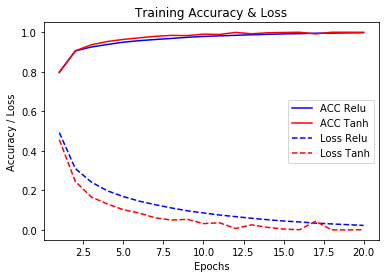 Training Accuracy & Loss
1.0
0.8
0.6
0.4
0.2
0.0
Accuracy / Loss
ACC Relu
ACC Tanh
Loss Relu
Loss Tanh
2.5 5.0 7.5 10.0 12.5 15.0 17.5 20.0
Epochs